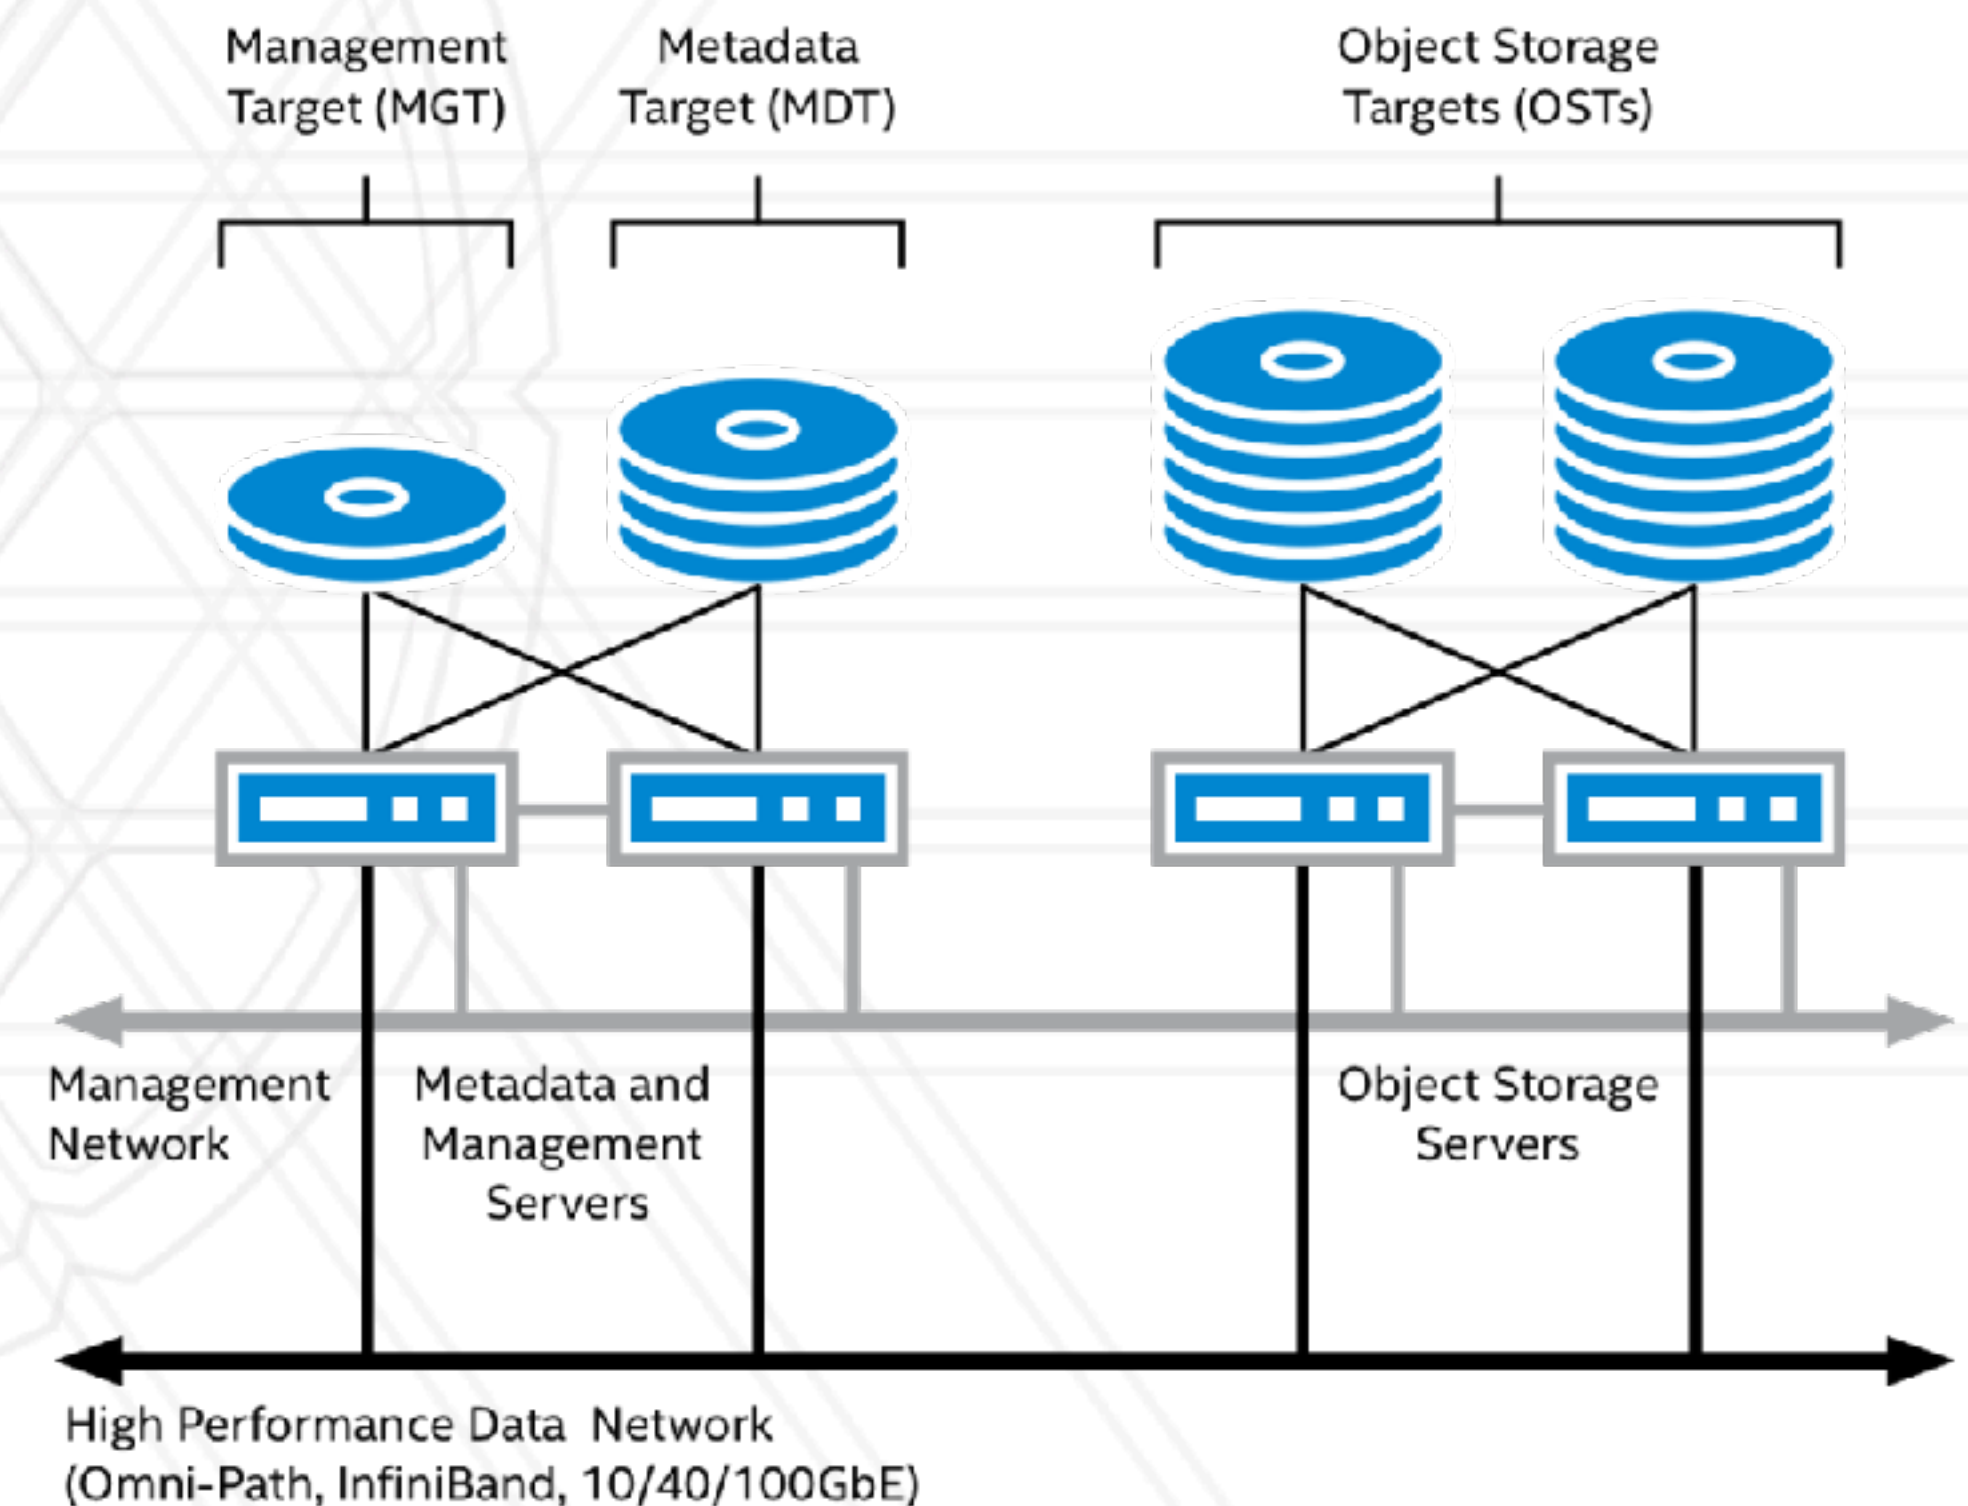 Management
Target (MGT)
Metadata
Target (MDT)
Object Storage
Targets (OSTs)
Management
Network
Metadata and
Management
Servers
Object Storage
Servers
High Performance Data  Network
(Omni-Path, InfiniBand, 10/40/100GbE)